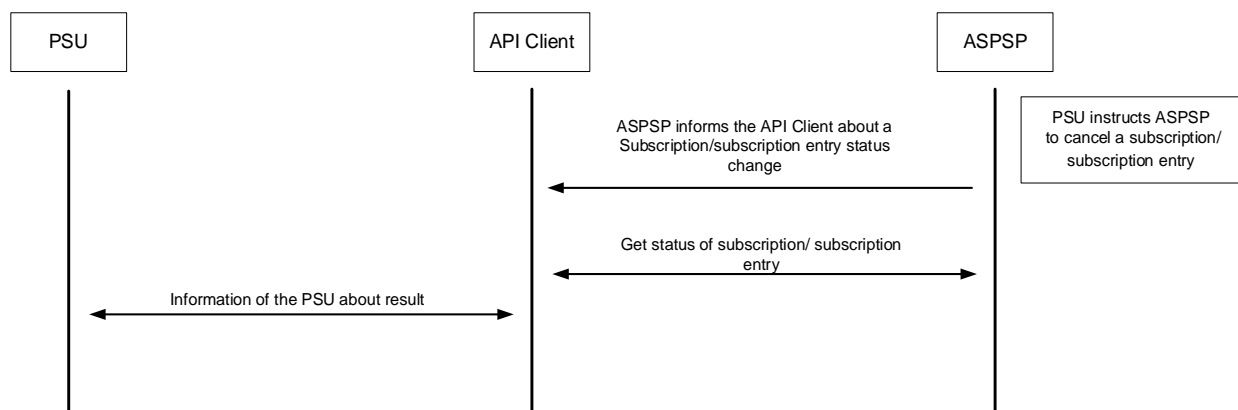 PSU
API Client
ASPSP
PSU instructs ASPSP
to cancel a subscription/
subscription entry
ASPSP informs the API Client about a
Subscription/subscription entry status
change
Get status of subscription/ subscription
entry
Information of the PSU about result